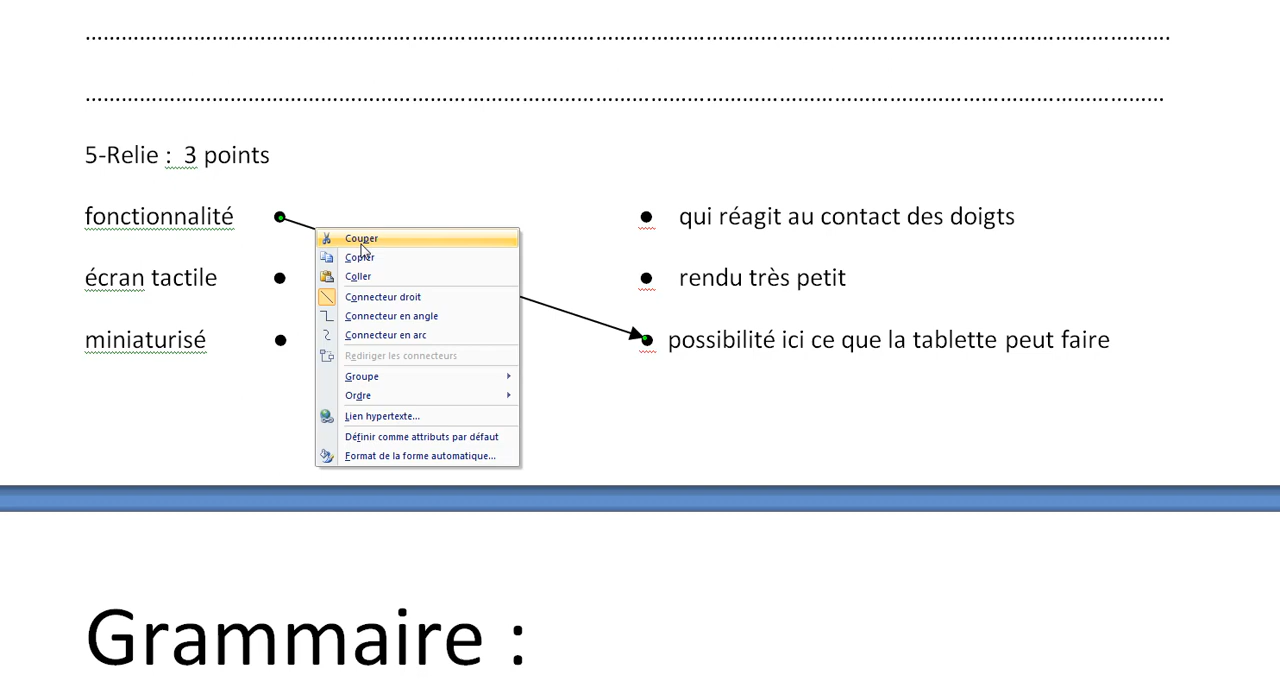 5-Relie :  3 points
fonctionnalité ● ● qui réagit au contact des doigts
Couper
Copier
écran tactile ● ● rendu très petit
Coller
Connecteur droit
Connecteur en angle
Connecteur en arc
miniaturisé ● ● possibilité ici ce que la tablette peut faire
Rediriger les connecteurs
Groupe
Ordre
Lien hypertexte...
Définir comme attributs par défaut
Format de la forme automatique...
Grammaire :